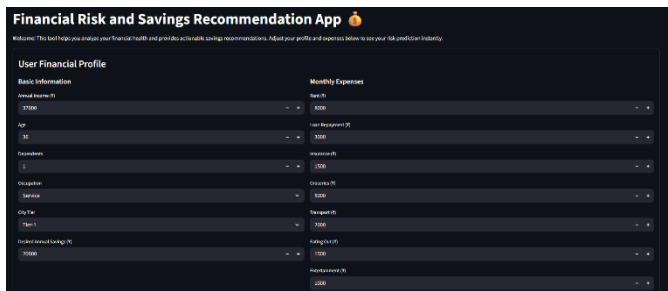 Financial Risk and Savings Recommendation App 💰
Welcome! This tool helps you analyze your financial health and provides actionable savings recommendations. Adjust your profile and expenses below to see your risk prediction instantly.
User Financial Profile
Basic Information
Annual Income (₹)
37000
Age
30
Dependents
1
Occupation
Service
City Tier
Tier 1
Desired Annual Savings (₹)
70000
Monthly Expenses
Rent (₹)
8000
Loan Repayment (₹)
3000
Insurance (₹)
1500
Groceries (₹)
Transport (₹)
Eating Out (₹)
1500
Entertainment (₹)